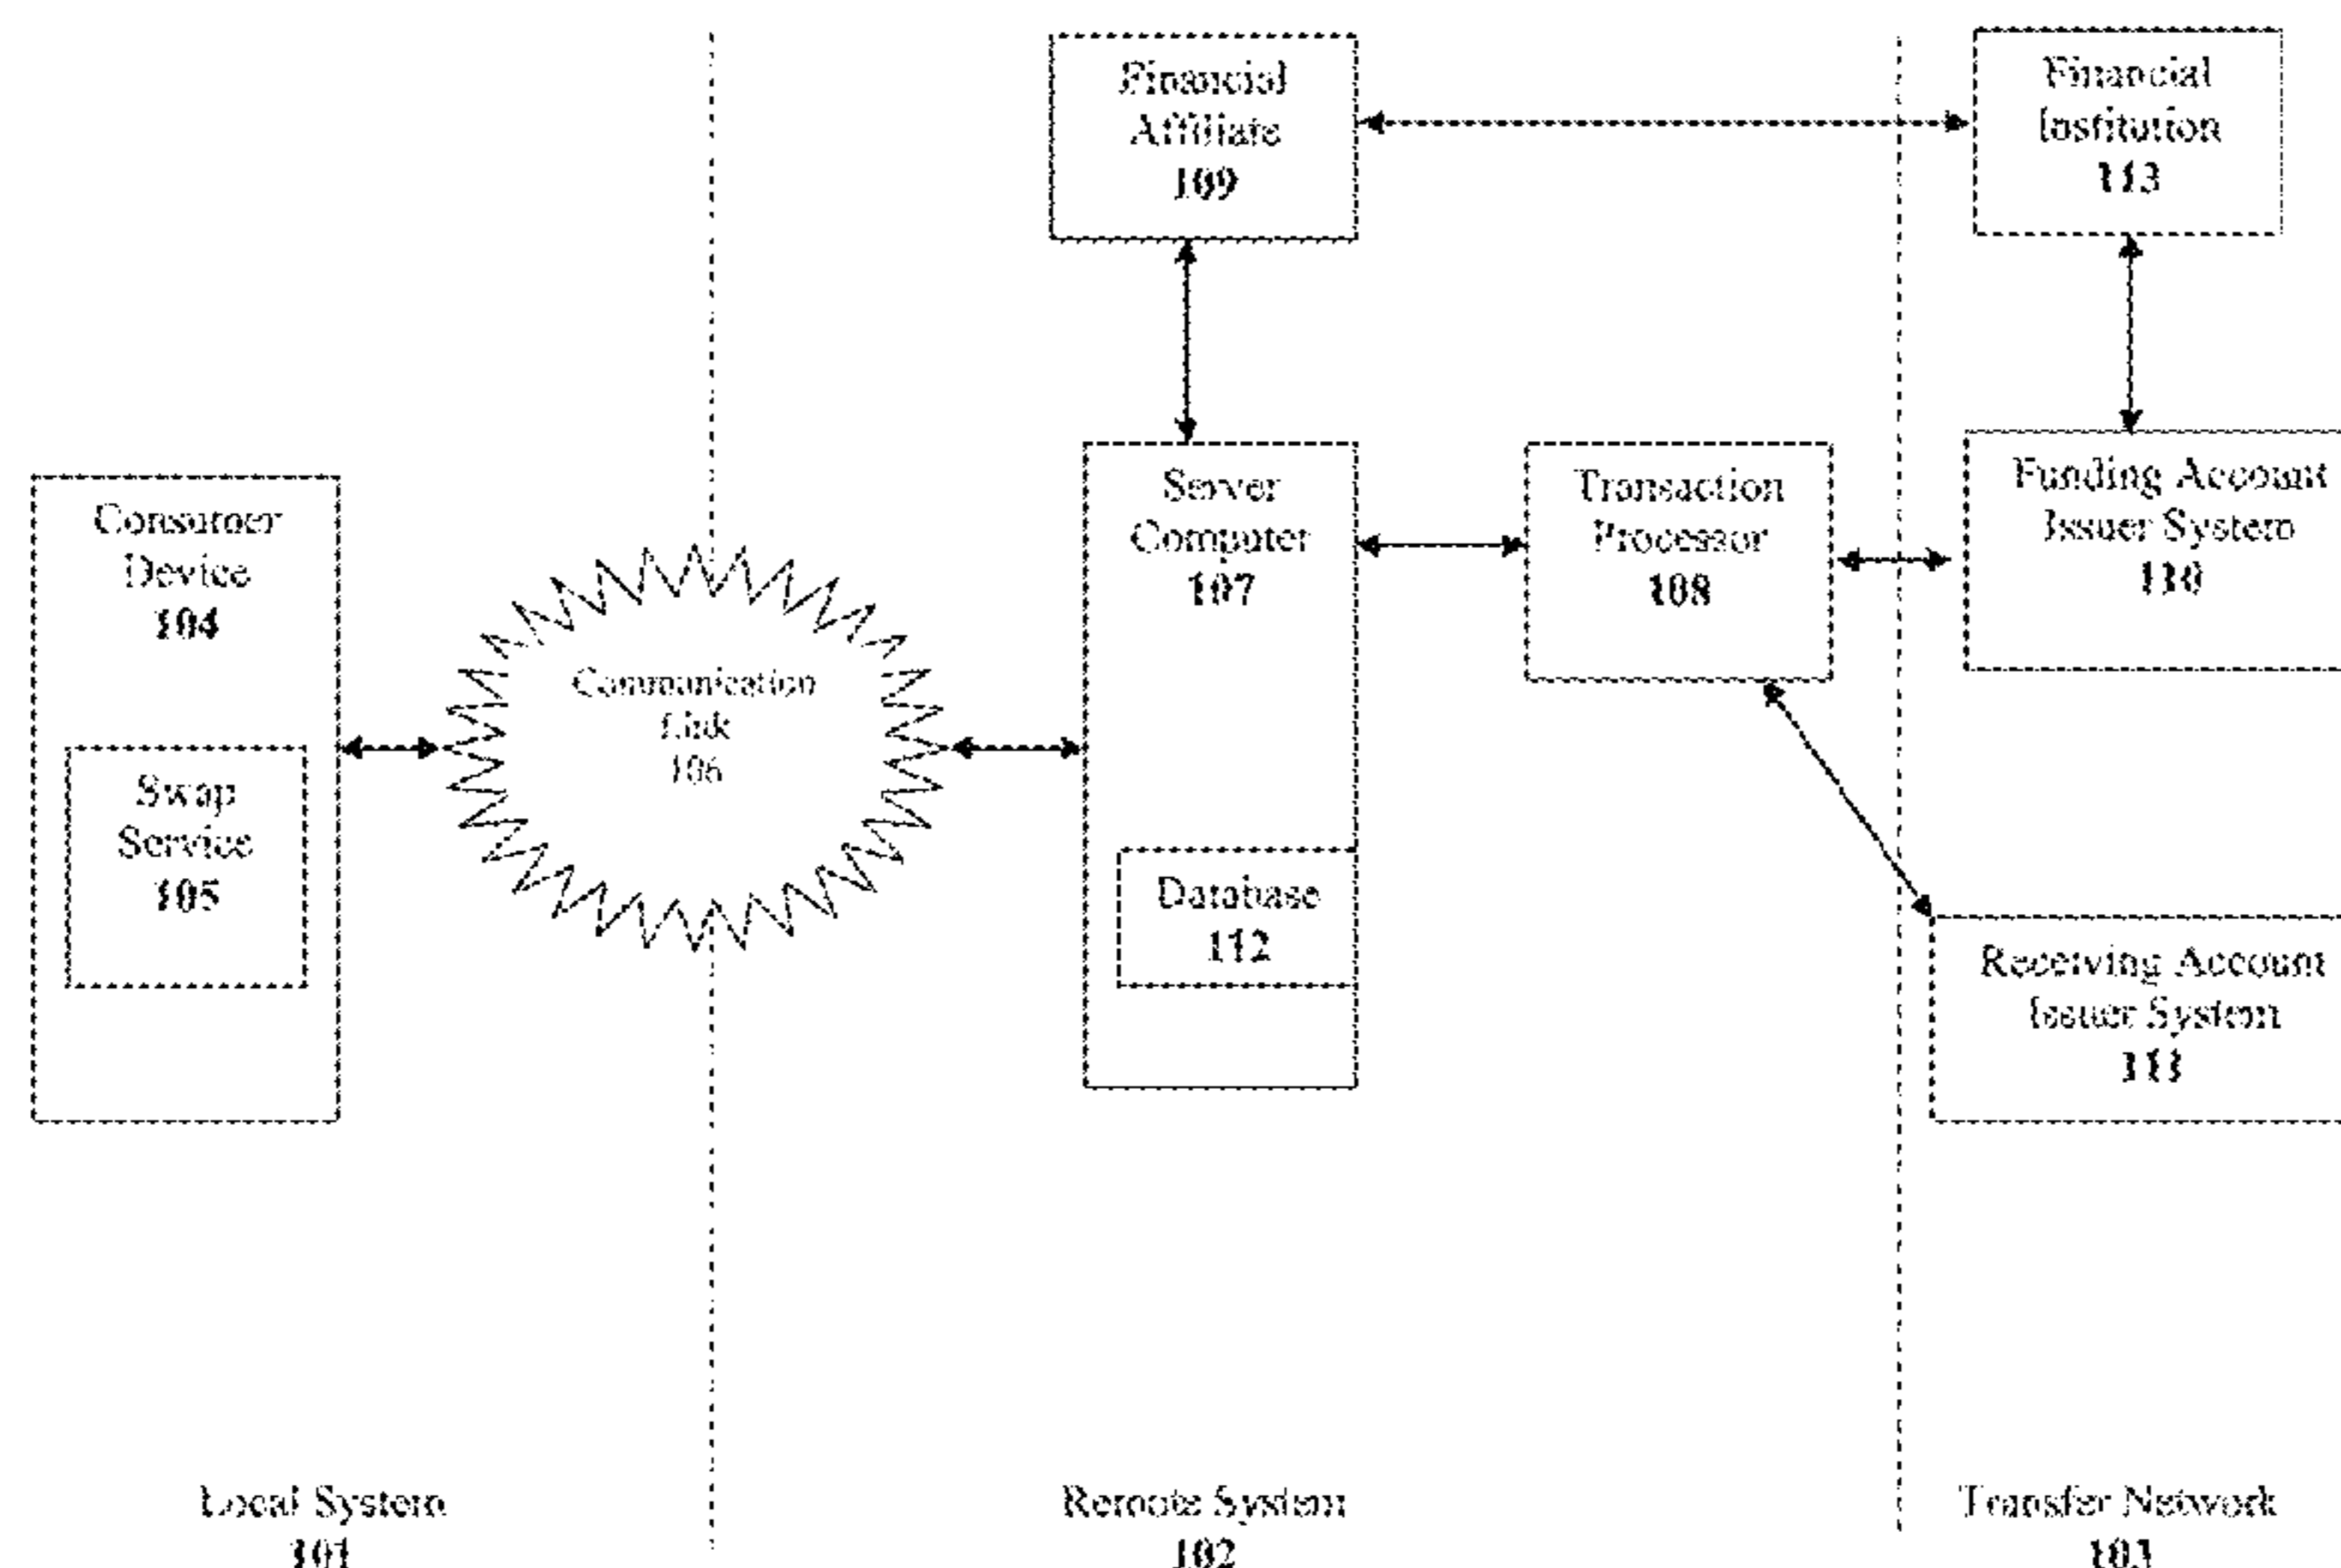 Financial
Affiliate
109
Financial
Institution
113
Consumer
Device
104
Swap
Service
105
Communication
Link
106
Server
Computer
107
Database
112
Transaction
Processor
108
Funding Account
Issuer System
110
Receiving Account
Issuer System
111
Local System
101
Remote System
102
Transfer Network
103